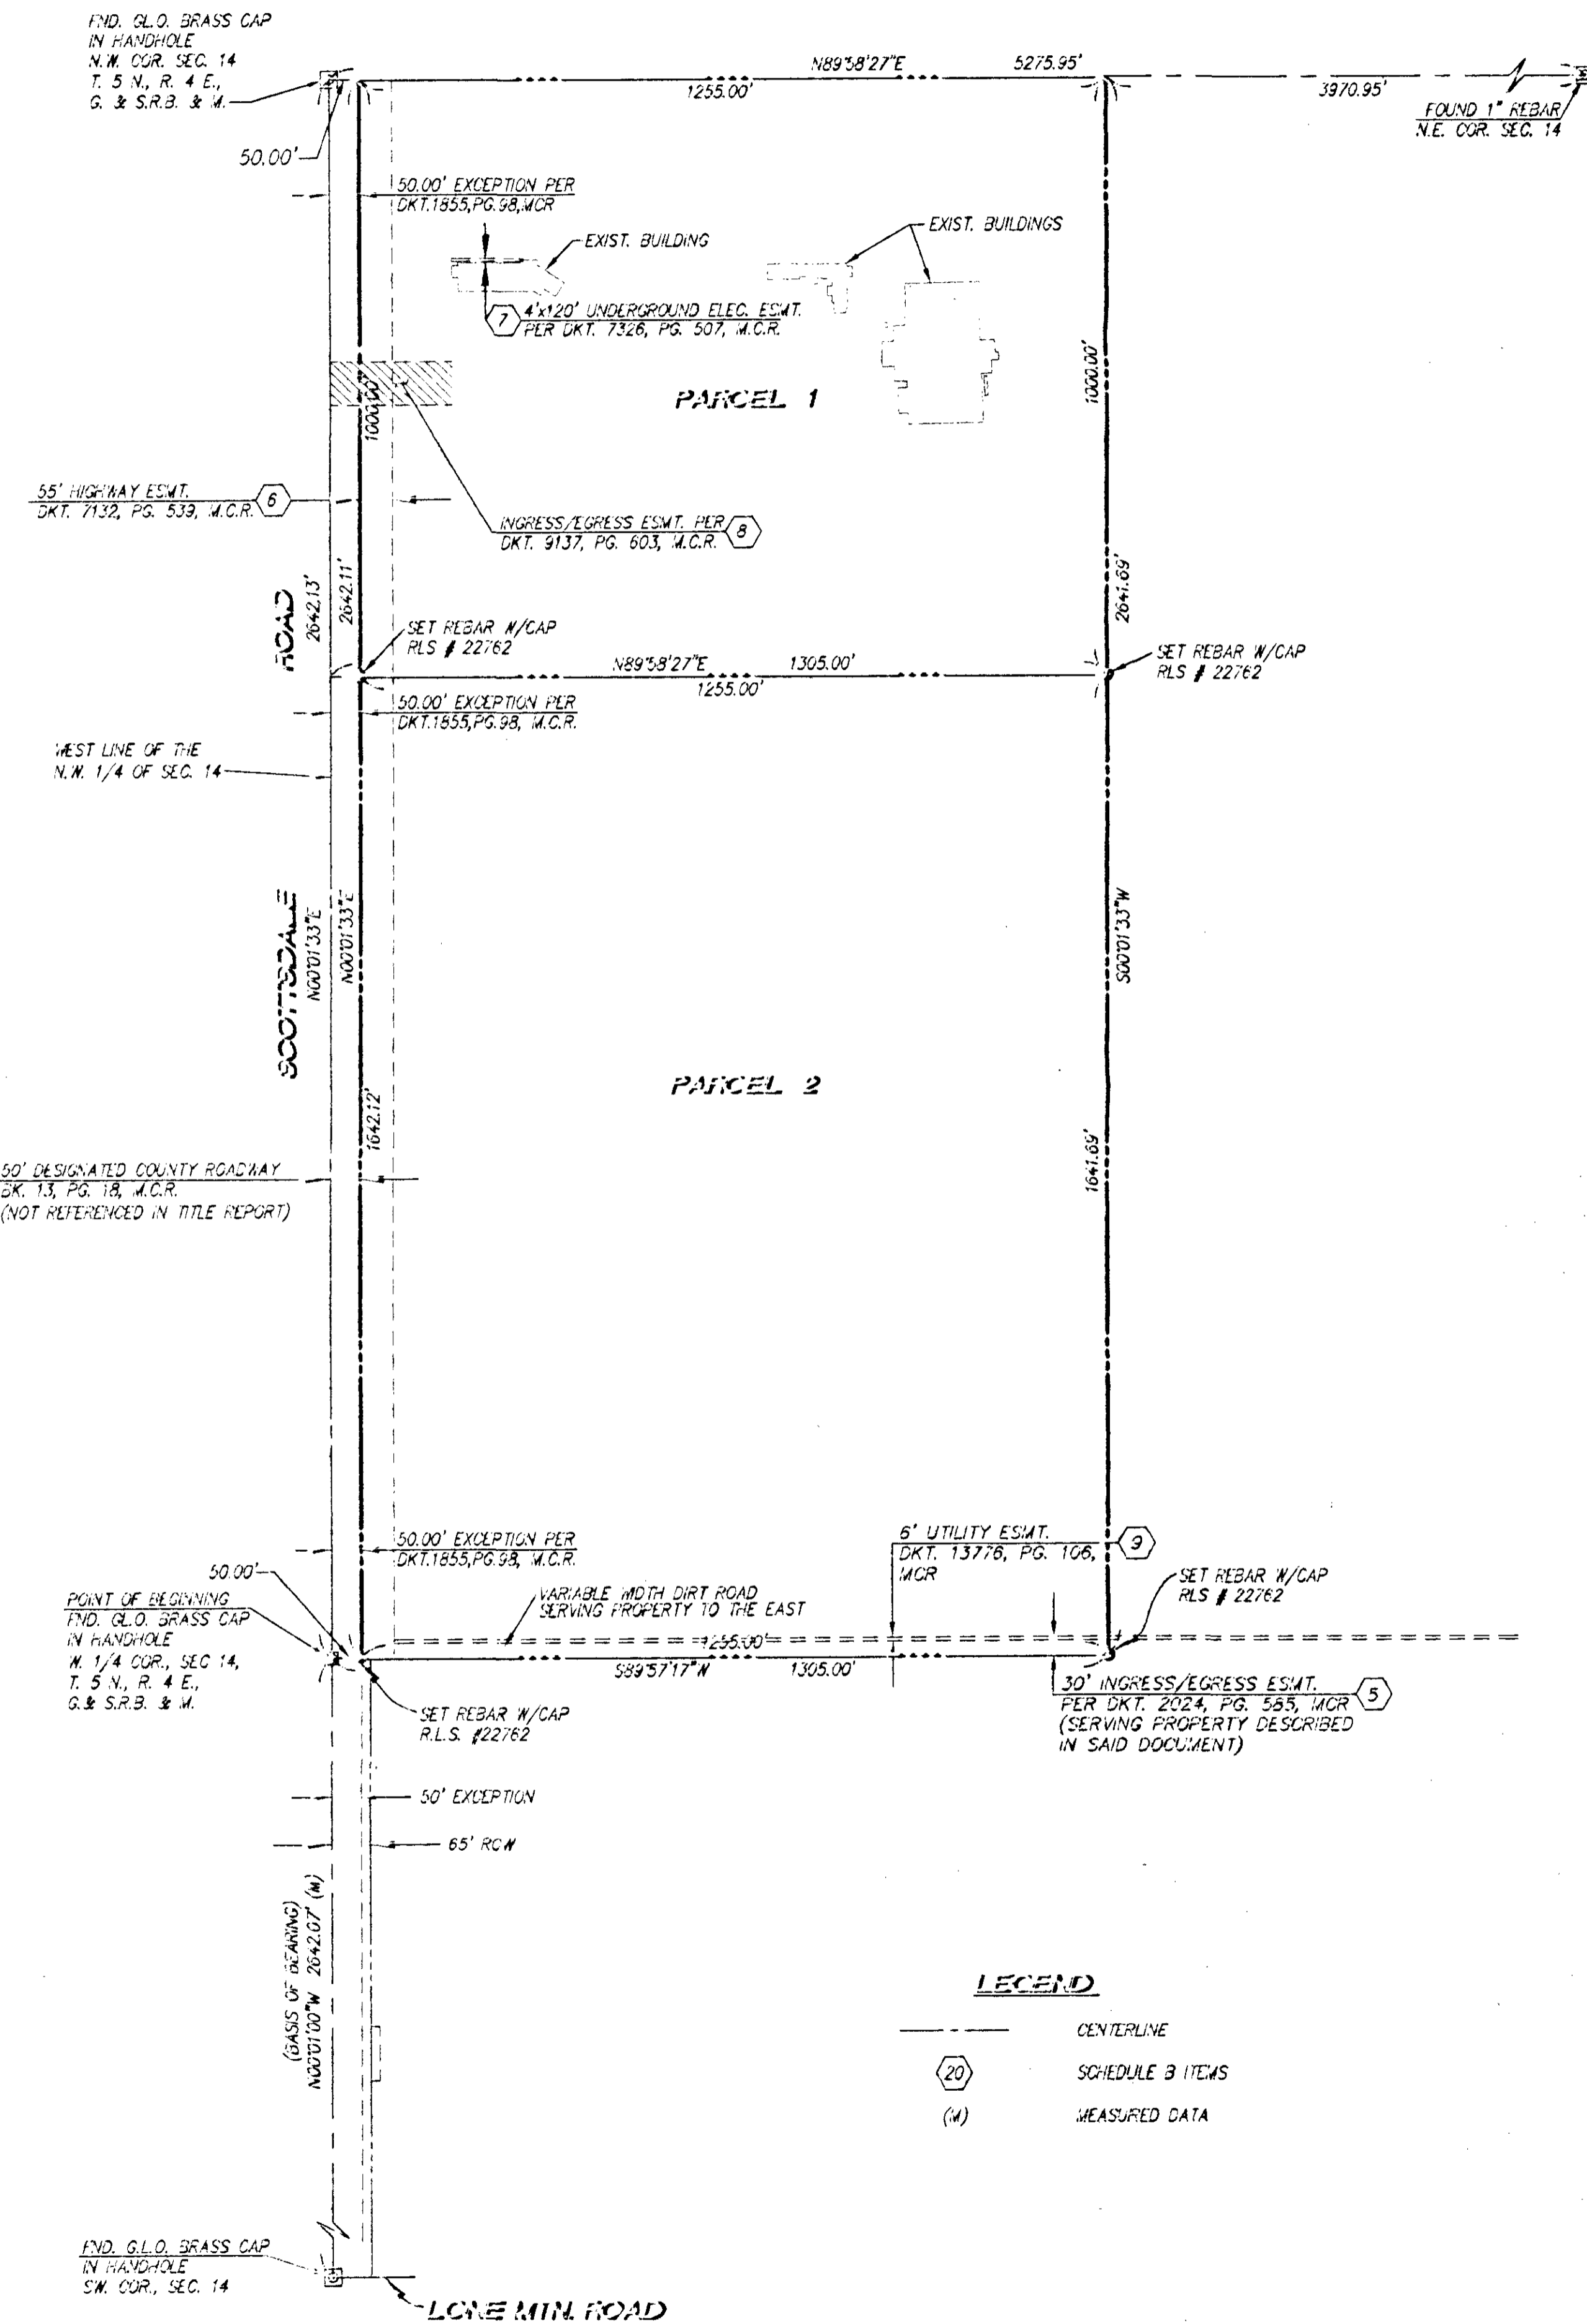 FND. G.L.O. BRASS CAP
IN HANDHOLE
N.W. COR. SEC. 14
T. 5 N., R. 4 E.,
G. & S.R.B. & M.
N89°58'27"E
5275.95'
1255.00'
3970.95'
FOUND 1" REBAR
N.E. COR. SEC. 14
50.00'
50.00' EXCEPTION PER
DKT.1855,PG.98,MCR
EXIST. BUILDING
EXIST. BUILDINGS
7
4'x120' UNDERGROUND ELEC. ESMT.
PER DKT. 7326, PG. 507, M.C.R.
1000.00'
PARCEL 1
1000.00'
55' HIGHWAY ESMT.
DKT. 7132, PG. 539, M.C.R.
6
INGRESS/EGRESS ESMT. PER
DKT. 9137, PG. 603, M.C.R.
8
2642.13'
2642.11'
2641.69'
SET REBAR W/CAP
RLS # 22762
N89°58'27"E
1305.00'
1255.00'
SET REBAR W/CAP
RLS # 22762
50.00' EXCEPTION PER
DKT.1855,PG.98, M.C.R.
WEST LINE OF THE
N.W. 1/4 OF SEC. 14
SCOTTSDALE ROAD
N00°01'33"E
N00°01'33"E
S00°01'33"W
PARCEL 2
1642.12'
1641.69'
50' DESIGNATED COUNTY ROADWAY
BK. 13, PG. 18, M.C.R.
(NOT REFERENCED IN TITLE REPORT)
50.00' EXCEPTION PER
DKT.1855,PG.98, M.C.R.
6' UTILITY ESMT.
DKT. 13776, PG. 106,
MCR
9
50.00'
POINT OF BEGINNING
FND. G.L.O. BRASS CAP
IN HANDHOLE
W. 1/4 COR., SEC 14,
T. 5 N., R. 4 E.,
G.& S.R.B. & M.
VARIABLE WIDTH DIRT ROAD
SERVING PROPERTY TO THE EAST
SET REBAR W/CAP
RLS # 22762
1255.00'
S89°57'17"W
1305.00'
30' INGRESS/EGRESS ESMT.
PER DKT. 2024, PG. 585, MCR
5
(SERVING PROPERTY DESCRIBED
IN SAID DOCUMENT)
SET REBAR W/CAP
R.L.S. #22762
50' EXCEPTION
65' ROW
(BASIS OF BEARING)
N00°01'00"W 2642.07' (M)
LEGEND
CENTERLINE
20
SCHEDULE B ITEMS
(M)
MEASURED DATA
FND. G.L.O. BRASS CAP
IN HANDHOLE
SW. COR., SEC. 14
LONE MTN. ROAD